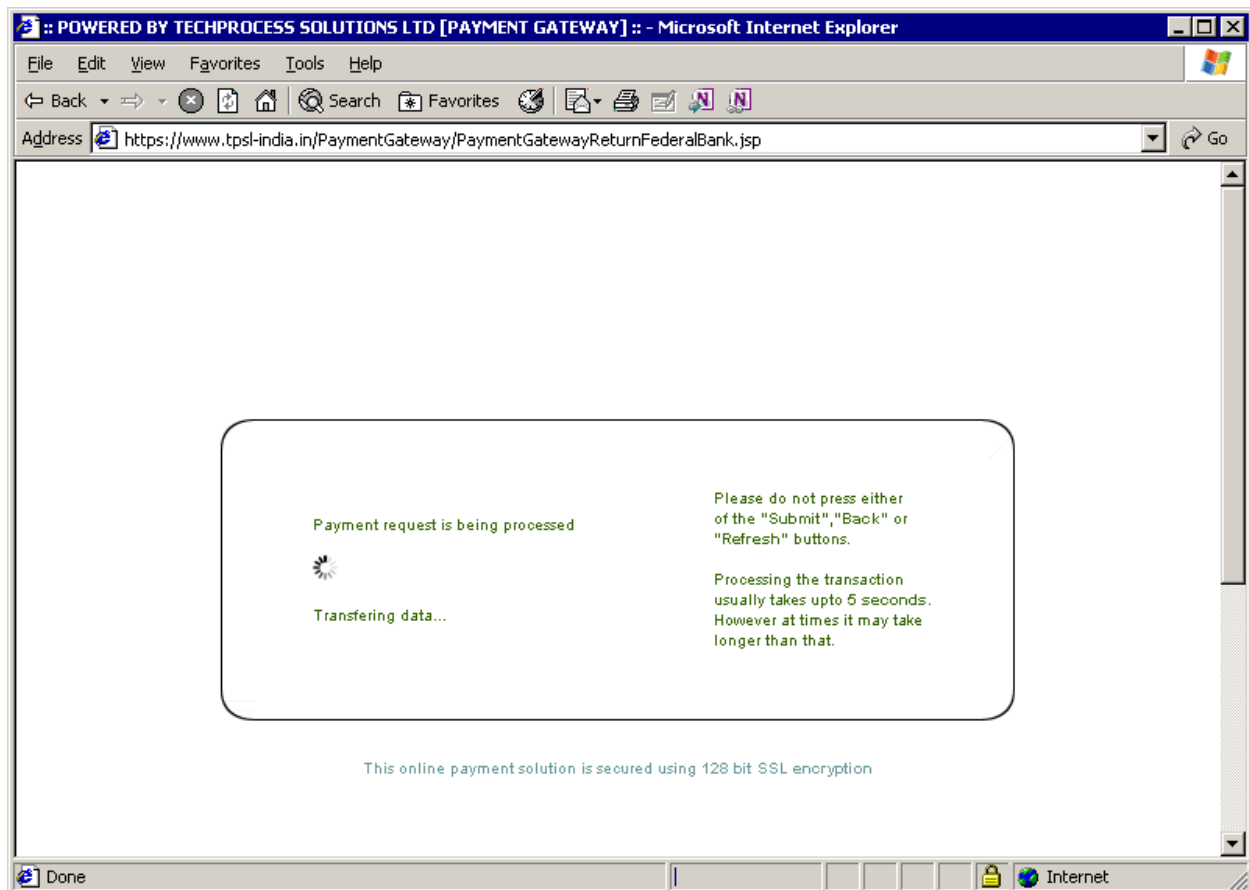 :: POWERED BY TECHPROCESS SOLUTIONS LTD [PAYMENT GATEWAY] :: - Microsoft Internet Explorer
File Edit View Favorites Tools Help
Back Search Favorites
Address https://www.tpsl-india.in/PaymentGateway/PaymentGatewayReturnFederalBank.jsp Go
Payment request is being processed
Transfering data...
Please do not press either
of the "Submit","Back" or
"Refresh" buttons.
Processing the transaction
usually takes upto 5 seconds.
However at times it may take
longer than that.
This online payment solution is secured using 128 bit SSL encryption
Done Internet